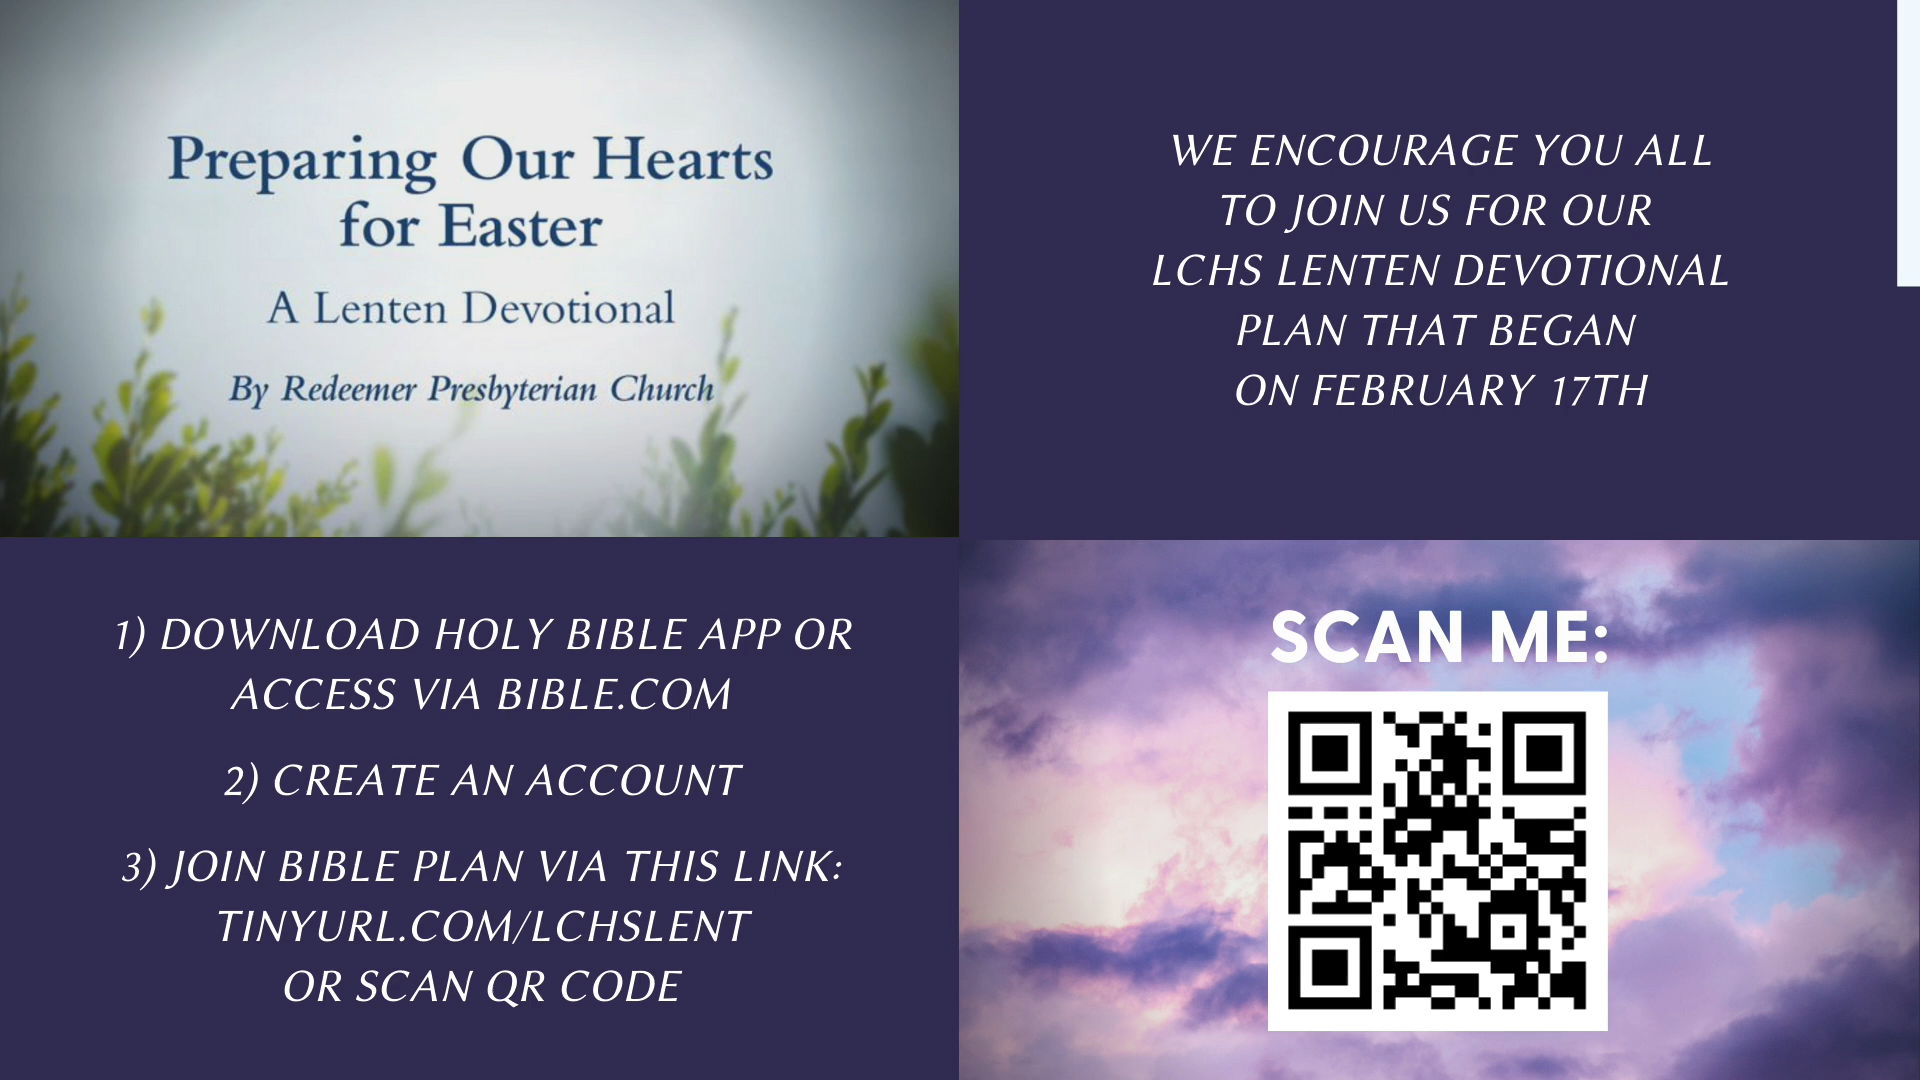 Preparing Our Hearts
for Easter
A Lenten Devotional
By Redeemer Presbyterian Church
WE ENCOURAGE YOU ALL
TO JOIN US FOR OUR
LCHS LENTEN DEVOTIONAL
PLAN THAT BEGAN
ON FEBRUARY 17TH
1) DOWNLOAD HOLY BIBLE APP OR
ACCESS VIA BIBLE.COM
2) CREATE AN ACCOUNT
3) JOIN BIBLE PLAN VIA THIS LINK:
TINYURL.COM/LCHSLENT
OR SCAN QR CODE
SCAN ME: